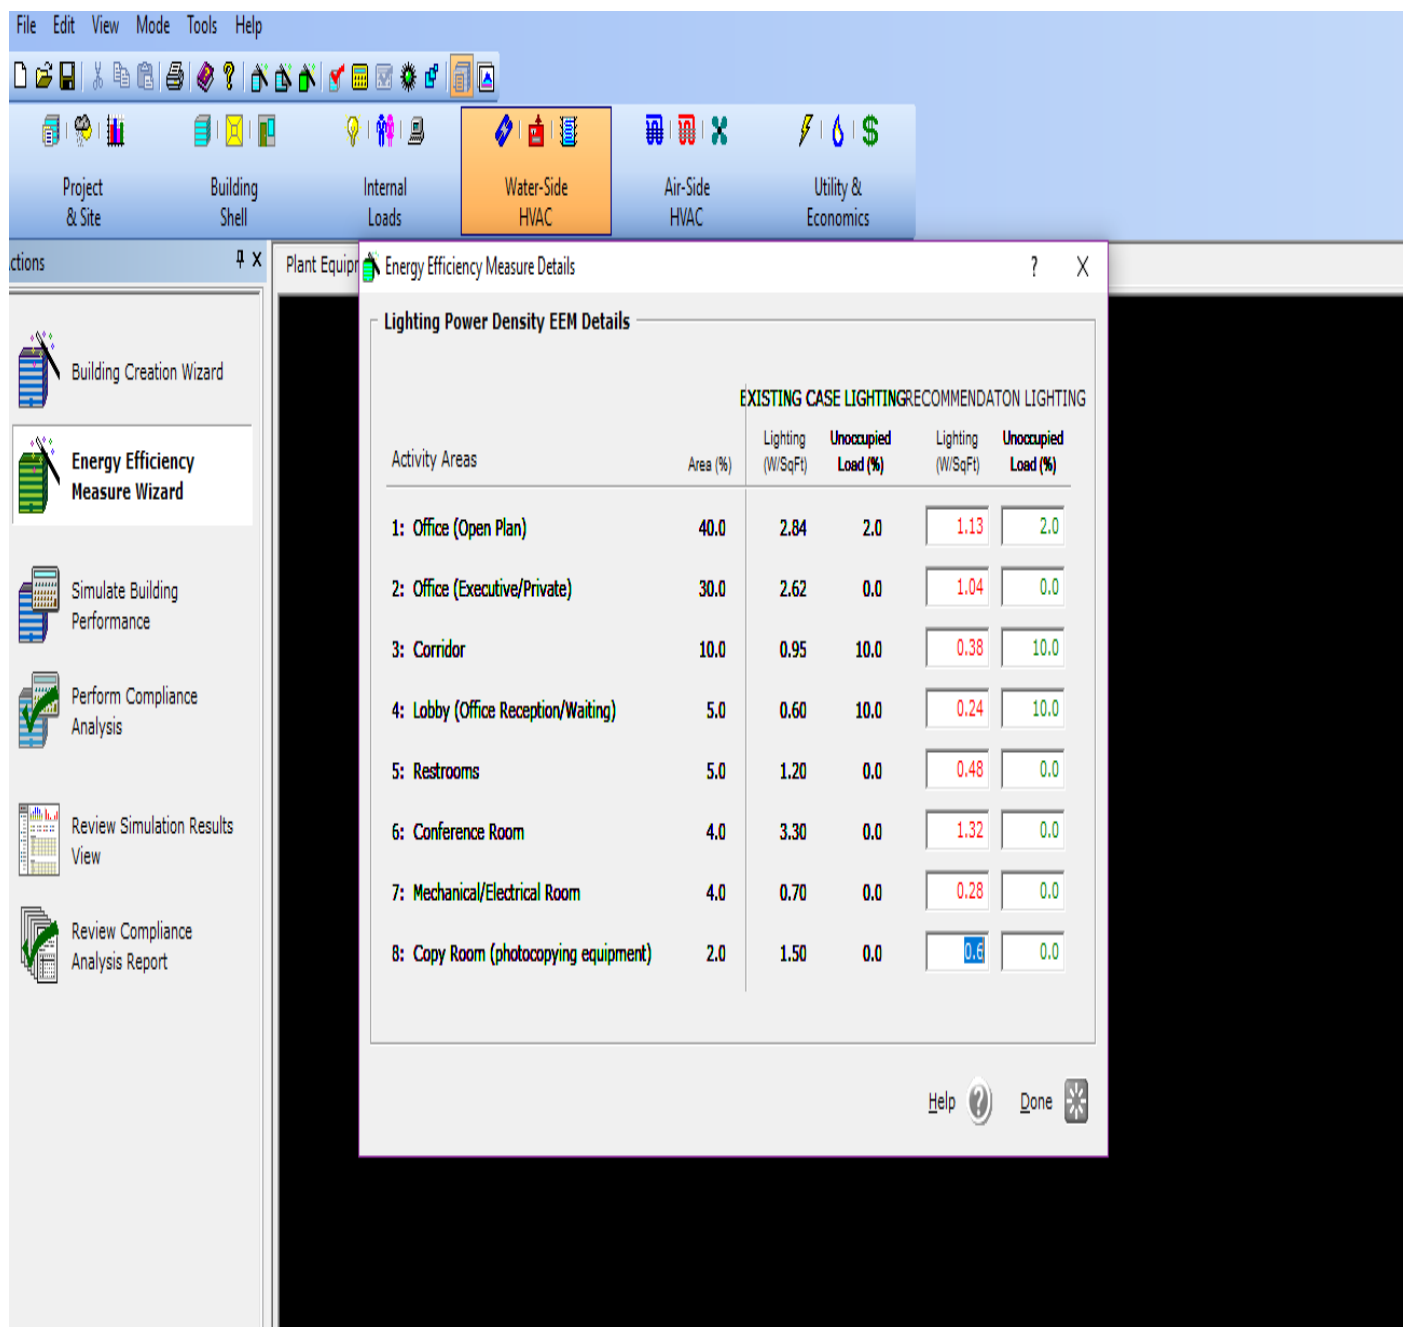 File Edit View Mode Tools Help
Project & Site
Building Shell
Internal Loads
Water-Side HVAC
Air-Side HVAC
Utility & Economics
ctions
Plant Equipr
Energy Efficiency Measure Details
? X
Building Creation Wizard
Energy Efficiency
Measure Wizard
Simulate Building
Performance
Perform Compliance
Analysis
Review Simulation Results
View
Review Compliance
Analysis Report
Lighting Power Density EEM Details
EXISTING CASE LIGHTING RECOMMENDATON LIGHTING
Activity Areas Area (%) Lighting (W/SqFt) Unoccupied Load (%) Lighting (W/SqFt) Unoccupied Load (%)
1: Office (Open Plan) 40.0 2.84 2.0 1.13 2.0
2: Office (Executive/Private) 30.0 2.62 0.0 1.04 0.0
3: Corridor 10.0 0.95 10.0 0.38 10.0
4: Lobby (Office Reception/Waiting) 5.0 0.60 10.0 0.24 10.0
5: Restrooms 5.0 1.20 0.0 0.48 0.0
6: Conference Room 4.0 3.30 0.0 1.32 0.0
7: Mechanical/Electrical Room 4.0 0.70 0.0 0.28 0.0
8: Copy Room (photocopying equipment) 2.0 1.50 0.0 0.6 0.0
Help Done